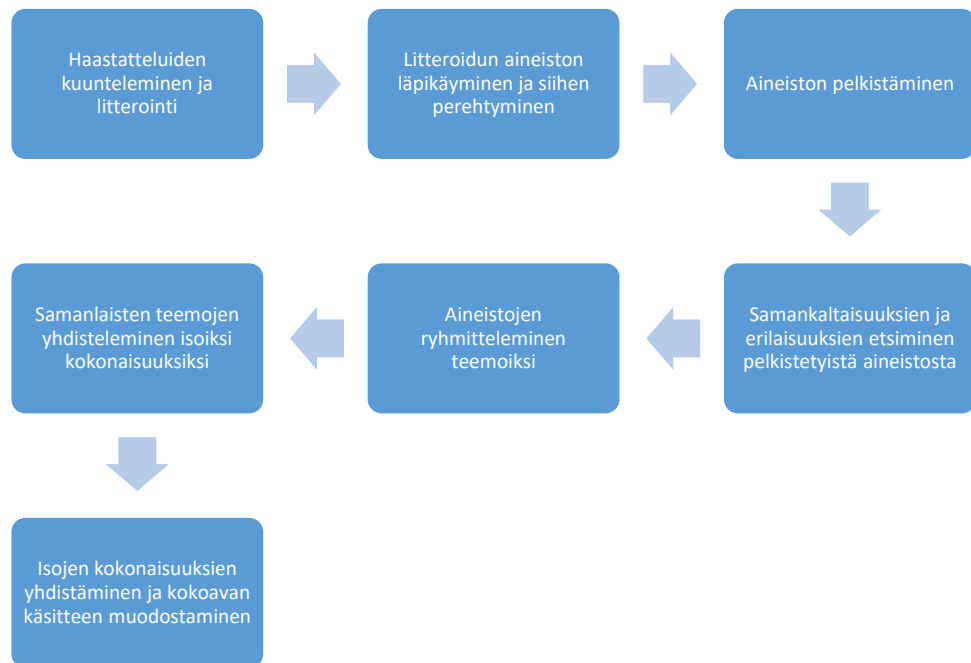 Haastatteluiden
kuunteleminen ja
litterointi
Litteroidun aineiston
läpikäyminen ja siihen
perehtyminen
Aineiston pelkistäminen
Samankaltaisuuksien ja
erilaisuuksien etsiminen
pelkistetyistä aineistosta
Aineistojen
ryhmitteleminen
teemoiksi
Samanlaisten teemojen
yhdisteleminen isoiksi
kokonaisuuksiksi
Isojen kokonaisuuksien
yhdistäminen ja kokoavan
käsitteen muodostaminen